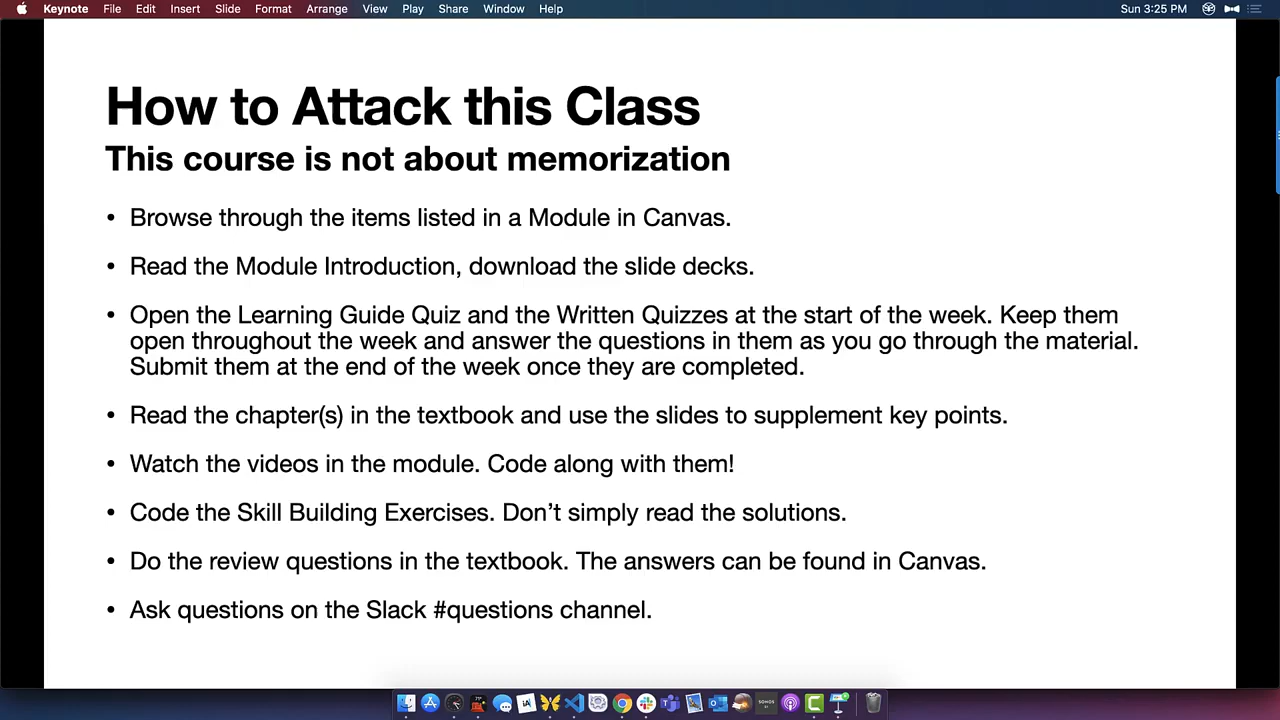 Keynote File Edit Insert Slide Format Arrange View Play Share Window Help Sun 3:25 PM
How to Attack this Class
This course is not about memorization
• Browse through the items listed in a Module in Canvas.
• Read the Module Introduction, download the slide decks.
• Open the Learning Guide Quiz and the Written Quizzes at the start of the week. Keep them
open throughout the week and answer the questions in them as you go through the material.
Submit them at the end of the week once they are completed.
• Read the chapter(s) in the textbook and use the slides to supplement key points.
• Watch the videos in the module. Code along with them!
• Code the Skill Building Exercises. Don’t simply read the solutions.
• Do the review questions in the textbook. The answers can be found in Canvas.
• Ask questions on the Slack #questions channel.
SONOS